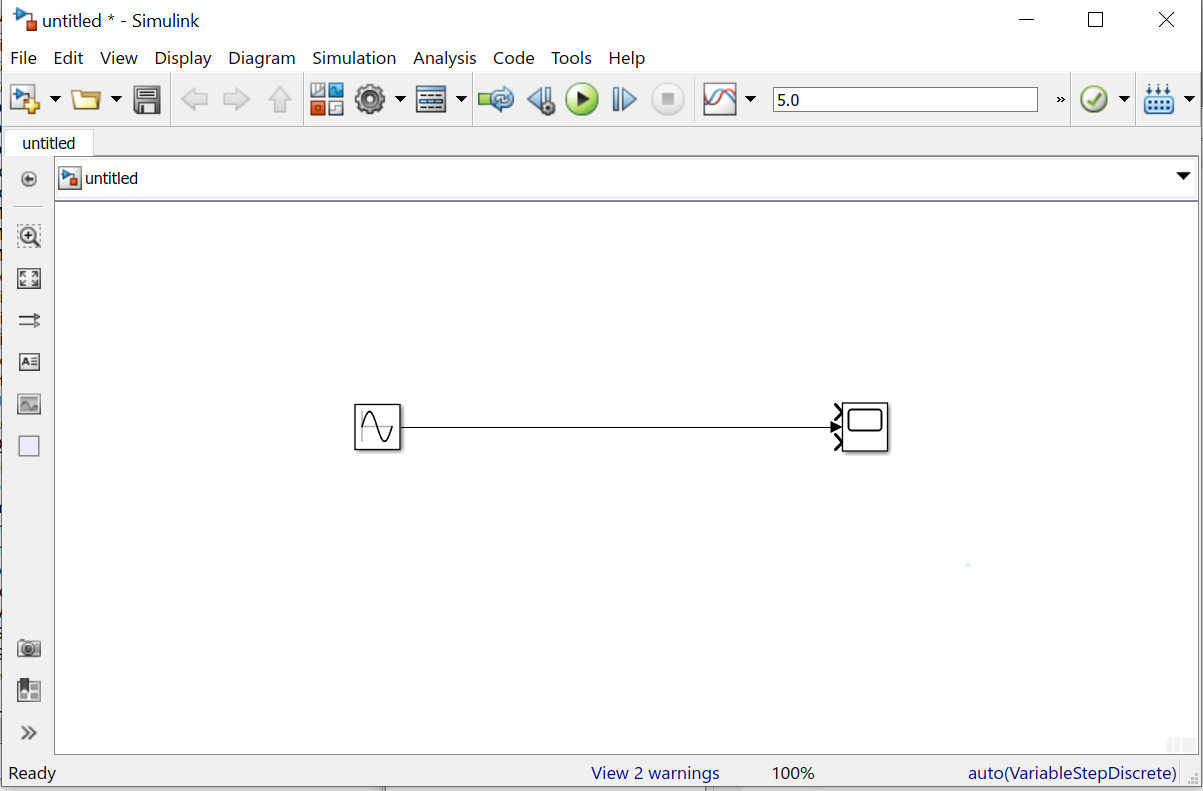 untitled * - Simulink
File Edit View Display Diagram Simulation Analysis Code Tools Help
5.0 »
untitled
untitled
Ready View 2 warnings 100% auto(VariableStepDiscrete)